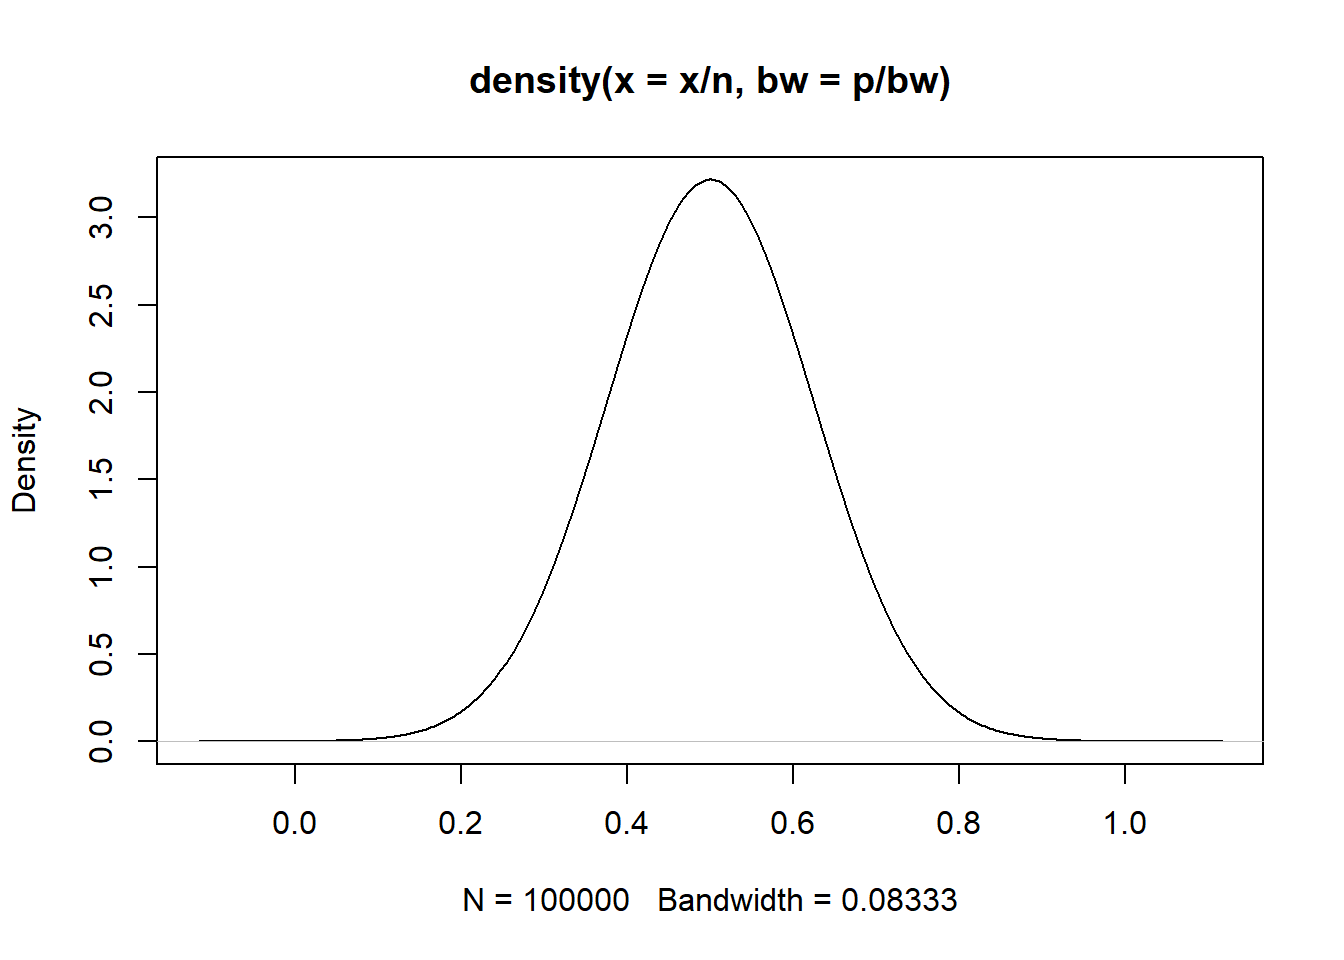 density(x = x/n, bw = p/bw)
Density
3.0
2.5
2.0
1.5
1.0
0.5
0.0
0.0 0.2 0.4 0.6 0.8 1.0
N = 100000 Bandwidth = 0.08333